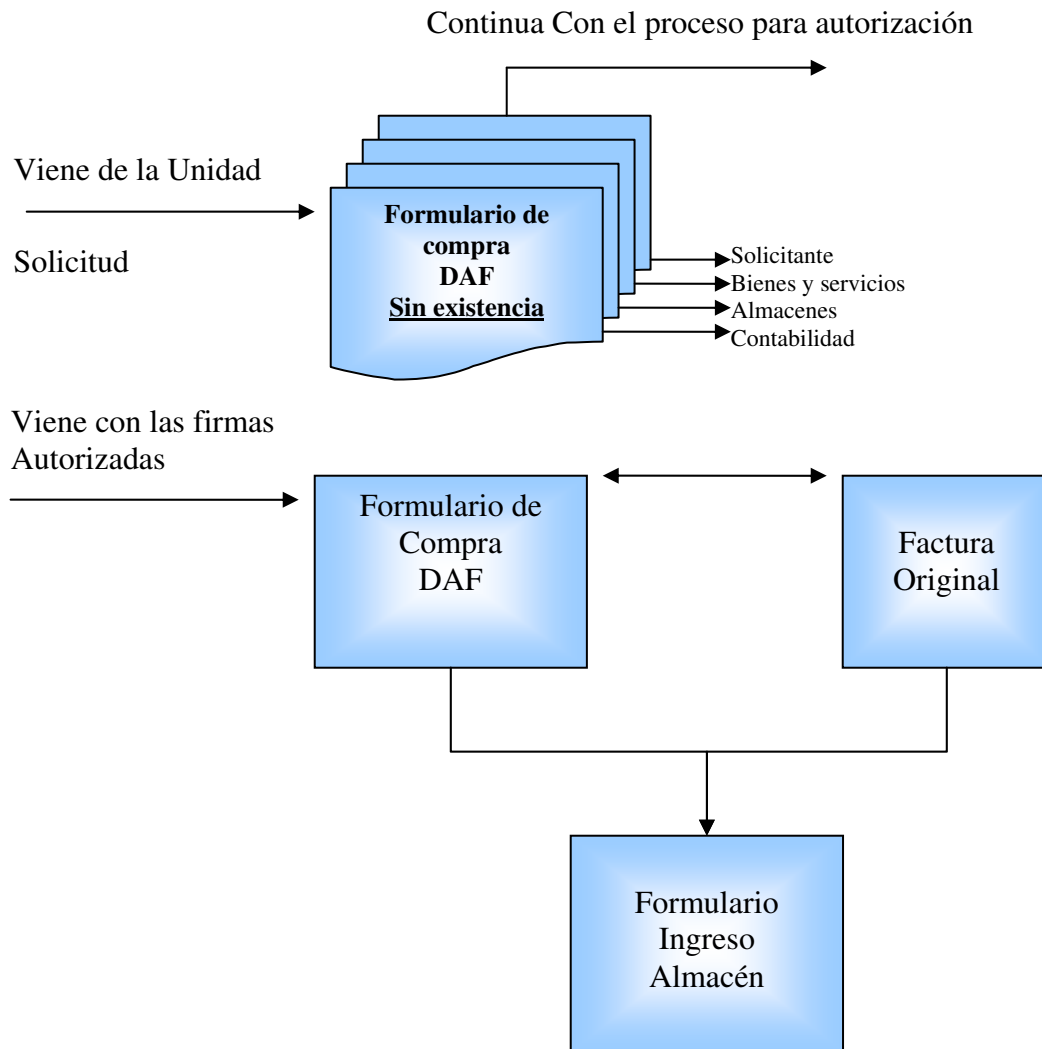 Continua Con el proceso para autorización
Viene de la Unidad
Solicitud
Formulario de
compra
DAF
Sin existencia
Solicitante
Bienes y servicios
Almacenes
Contabilidad
Viene con las firmas
Autorizadas
Formulario de
Compra
DAF
Factura
Original
Formulario
Ingreso
Almacén